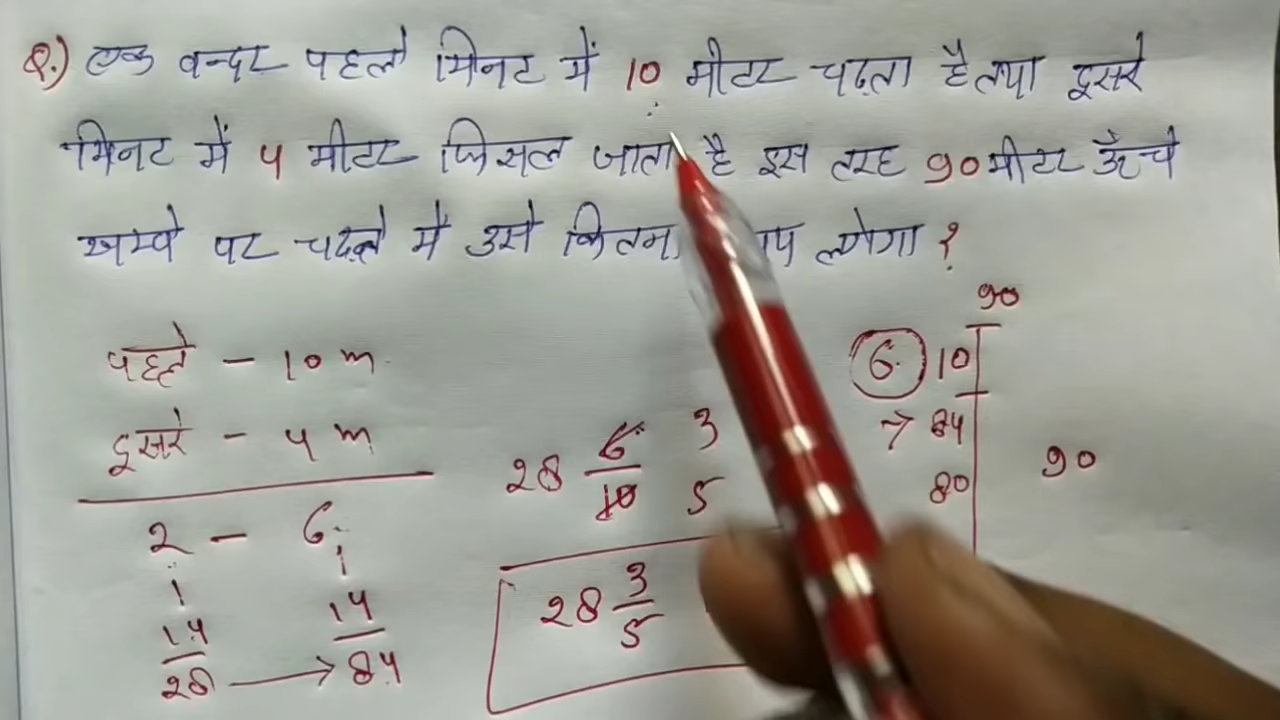 Q.) एक बन्दर पहले मिनट में 10 मीटर चढ़ता है तथा दूसरे
मिनट में 4 मीटर फिसल जाता है इस तरह 90 मीटर ऊँचे
खम्बे पर चढ़ने में उसे लगेगा ?
90
पहले - 10 m
दूसरे - 4 m
2 - 6
14 14
28 → 84
28 6/10 3/5
28 3/5
6 10
→ 84
80
90